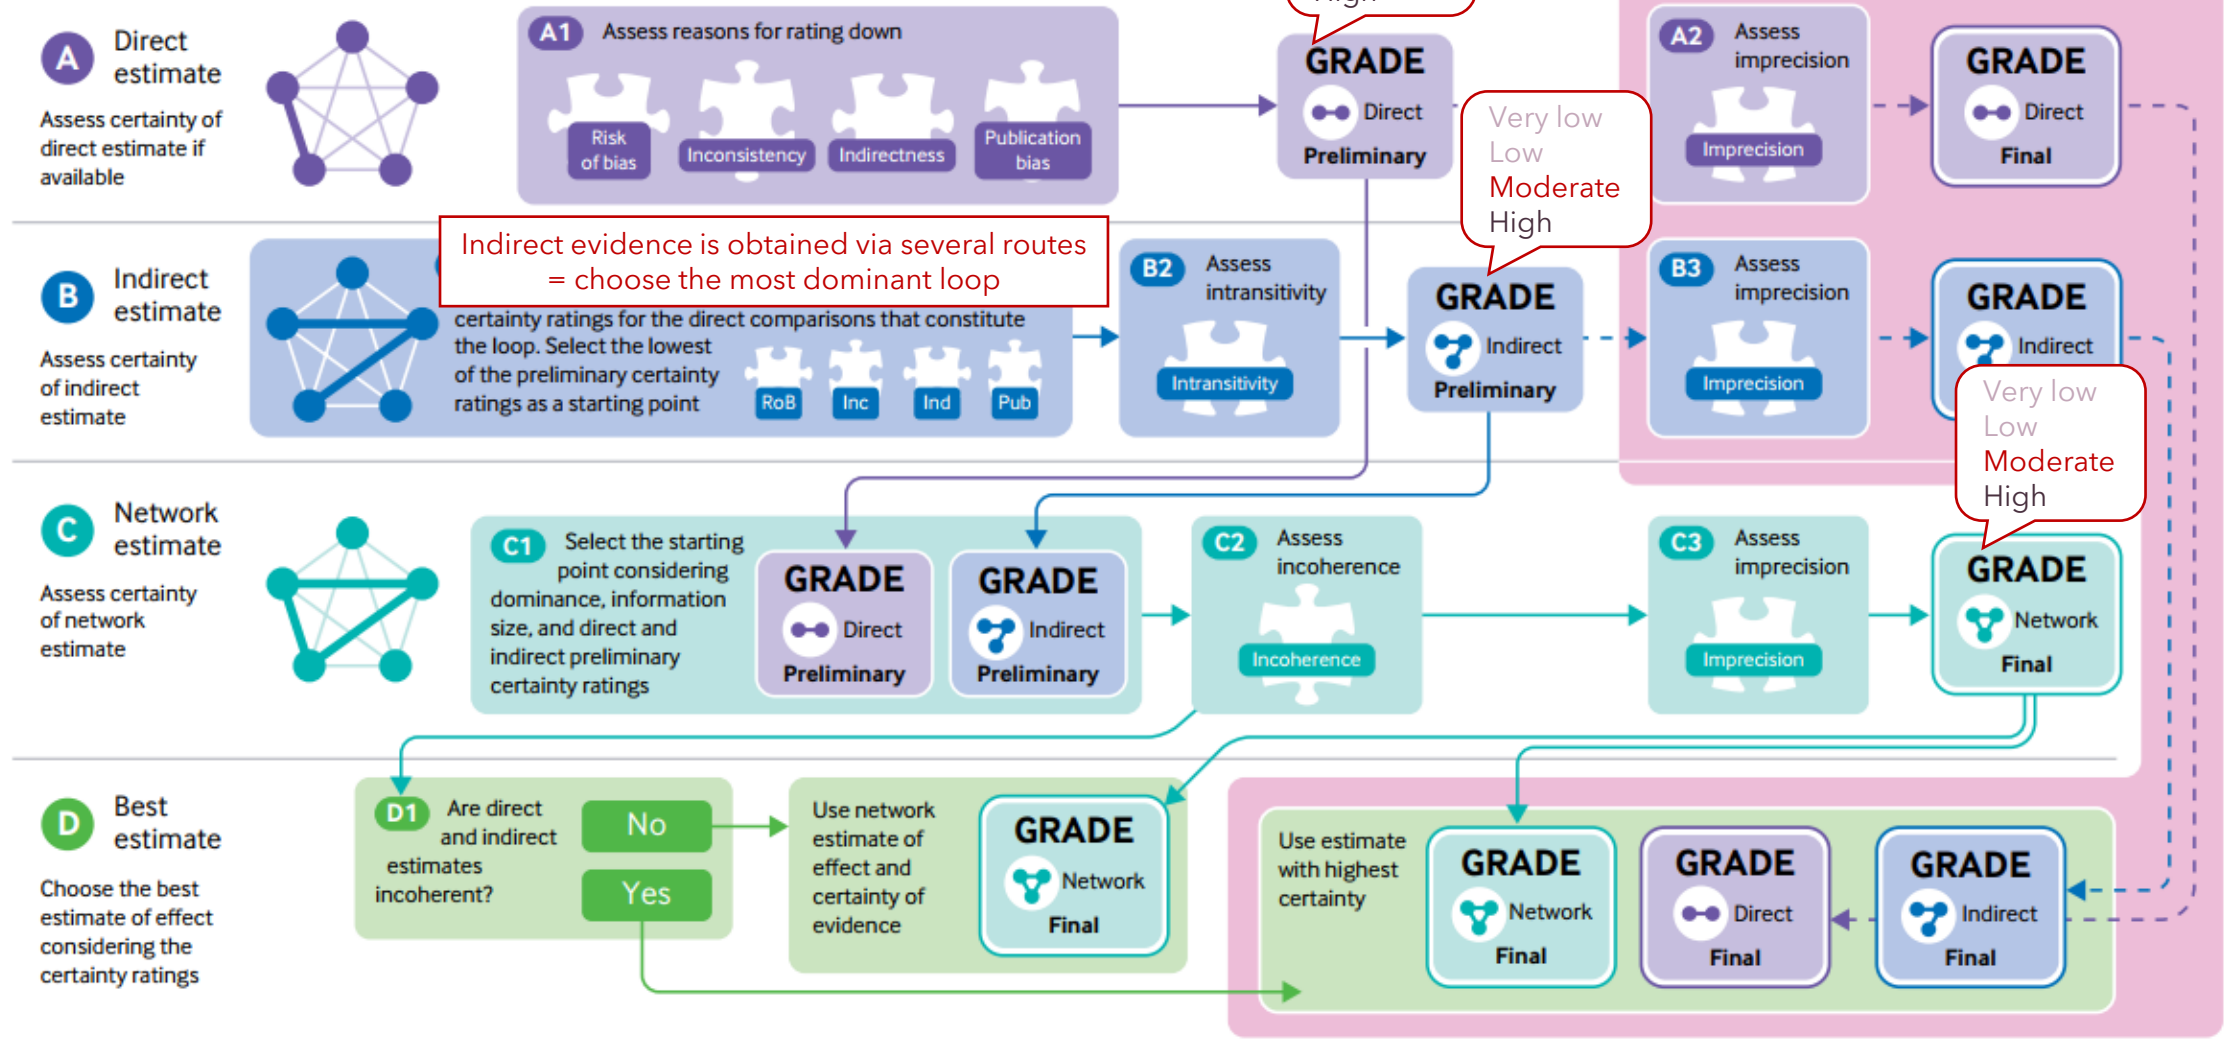 High
A
Direct
estimate
Assess certainty of
direct estimate if
available
A1
Assess reasons for rating down
Risk
of bias
Inconsistency
Indirectness
Publication
bias
GRADE
Direct
Preliminary
A2
Assess
imprecision
Imprecision
GRADE
Direct
Final
Very low
Low
Moderate
High
B
Indirect
estimate
Assess certainty
of indirect
estimate
Indirect evidence is obtained via several routes
= choose the most dominant loop
certainty ratings for the direct comparisons that constitute
the loop. Select the lowest
of the preliminary certainty
ratings as a starting point
RoB
Inc
Ind
Pub
B2
Assess
intransitivity
Intransitivity
GRADE
Indirect
Preliminary
B3
Assess
imprecision
Imprecision
GRADE
Indirect
Very low
Low
Moderate
High
C
Network
estimate
Assess certainty
of network
estimate
C1
Select the starting
point considering
dominance, information
size, and direct and
indirect preliminary
certainty ratings
GRADE
Direct
Preliminary
GRADE
Indirect
Preliminary
C2
Assess
incoherence
Incoherence
C3
Assess
imprecision
Imprecision
GRADE
Network
Final
D
Best
estimate
Choose the best
estimate of effect
considering the
certainty ratings
D1
Are direct
and indirect
estimates
incoherent?
No
Yes
Use network
estimate of
effect and
certainty of
evidence
GRADE
Network
Final
Use estimate
with highest
certainty
GRADE
Network
Final
GRADE
Direct
Final
GRADE
Indirect
Final